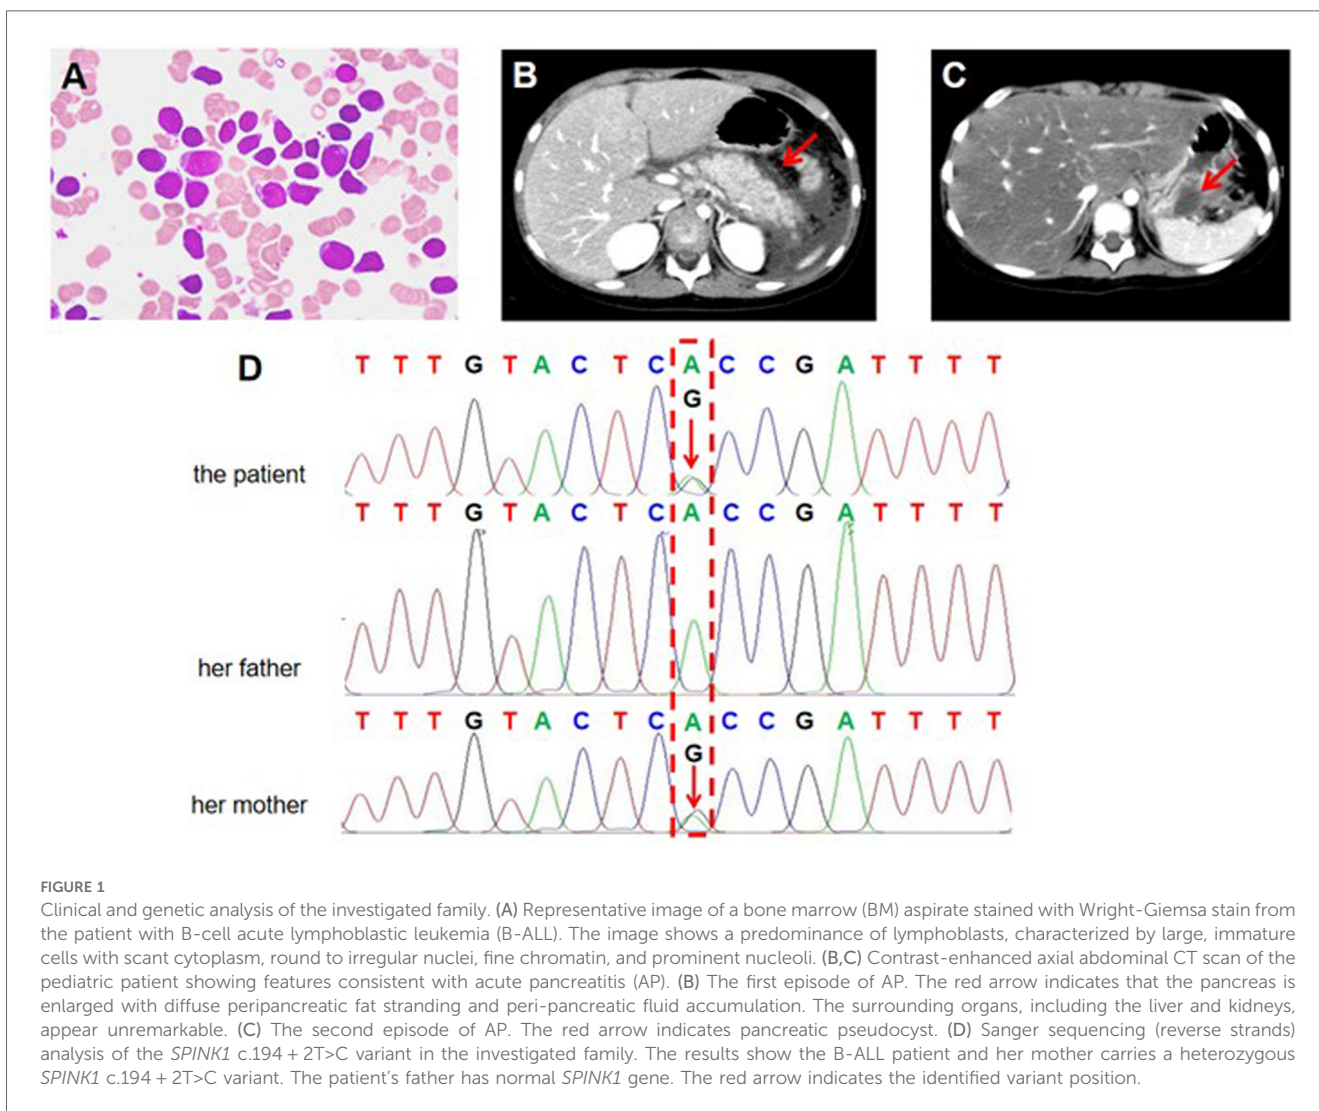 A
B
C
D
T T T G T A C T C A C C G A T T T T
G
the patient
T T T G T A C T C A C C G A T T T T
her father
T T T G T A C T C A C C G A T T T T
G
her mother
FIGURE 1
Clinical and genetic analysis of the investigated family. (A) Representative image of a bone marrow (BM) aspirate stained with Wright-Giemsa stain from
the patient with B-cell acute lymphoblastic leukemia (B-ALL). The image shows a predominance of lymphoblasts, characterized by large, immature
cells with scant cytoplasm, round to irregular nuclei, fine chromatin, and prominent nucleoli. (B,C) Contrast-enhanced axial abdominal CT scan of the
pediatric patient showing features consistent with acute pancreatitis (AP). (B) The first episode of AP. The red arrow indicates that the pancreas is
enlarged with diffuse peripancreatic fat stranding and peri-pancreatic fluid accumulation. The surrounding organs, including the liver and kidneys,
appear unremarkable. (C) The second episode of AP. The red arrow indicates pancreatic pseudocyst. (D) Sanger sequencing (reverse strands)
analysis of the SPINK1 c.194 + 2T>C variant in the investigated family. The results show the B-ALL patient and her mother carries a heterozygous
SPINK1 c.194 + 2T>C variant. The patient's father has normal SPINK1 gene. The red arrow indicates the identified variant position.